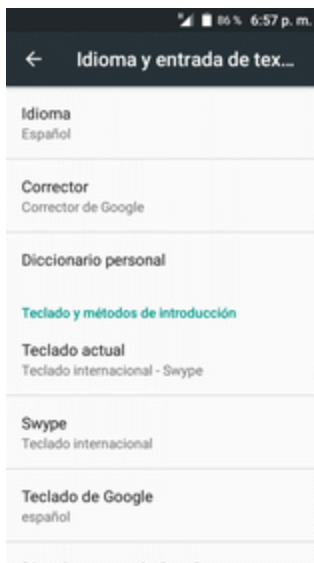 86 % 6:57 p. m.
Idioma y entrada de tex...
Idioma
Español
Corrector
Corrector de Google
Diccionario personal
Teclado y métodos de introducción
Teclado actual
Teclado internacional - Swype
Swype
Teclado internacional
Teclado de Google
español